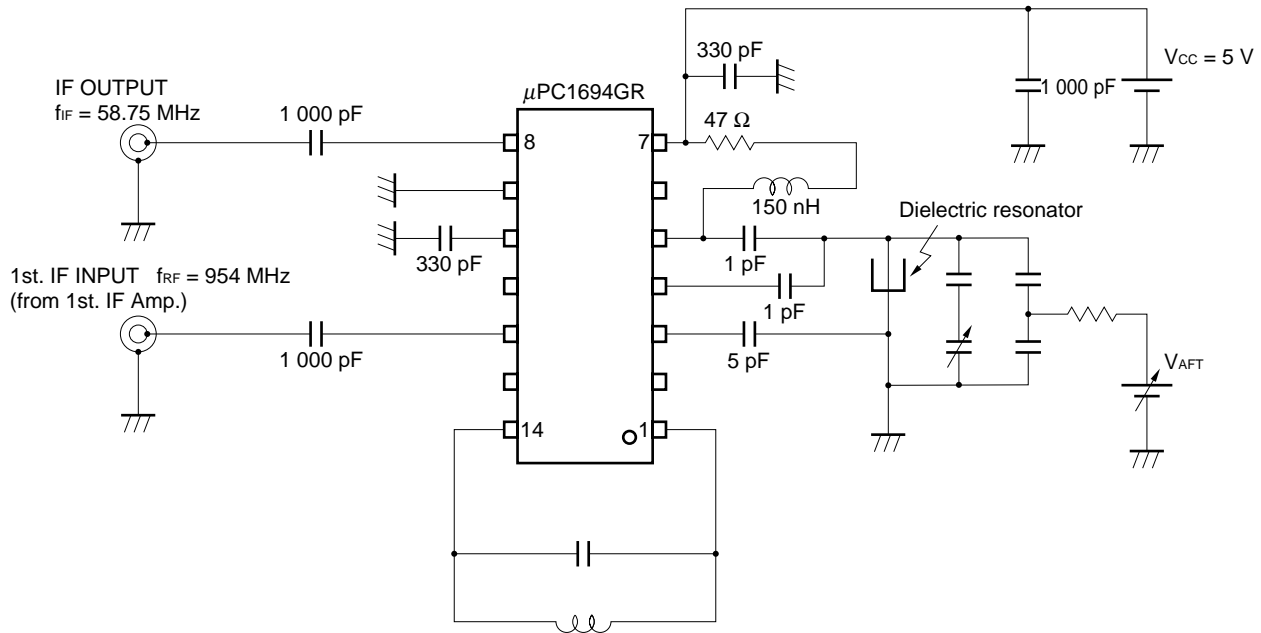 IF OUTPUT
fIF = 58.75 MHz
1 000 pF
μPC1694GR
330 pF
VCC = 5 V
1 000 pF
8
7
47 Ω
150 nH
Dielectric resonator
330 pF
1 pF
1st. IF INPUT fRF = 954 MHz
(from 1st. IF Amp.)
1 pF
1 000 pF
5 pF
VAFT
14
1